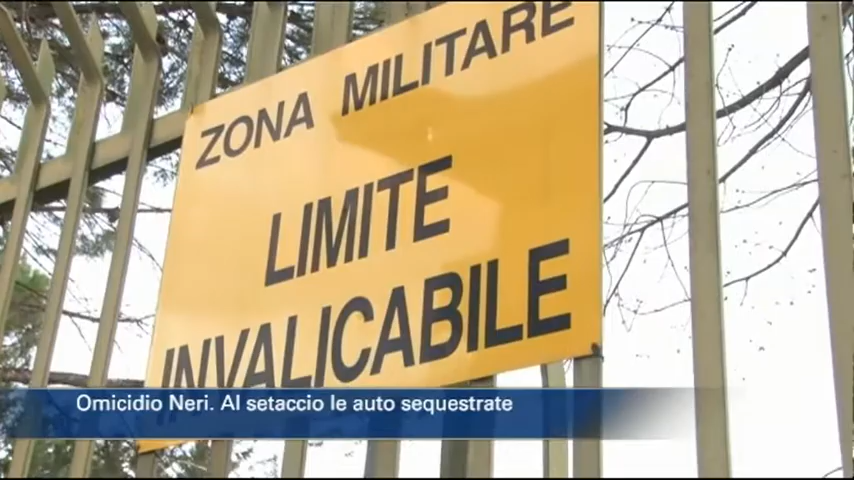 ZONA MILITARE
LIMITE
INVALICABILE
Omicidio Neri. Al setaccio le auto sequestrate